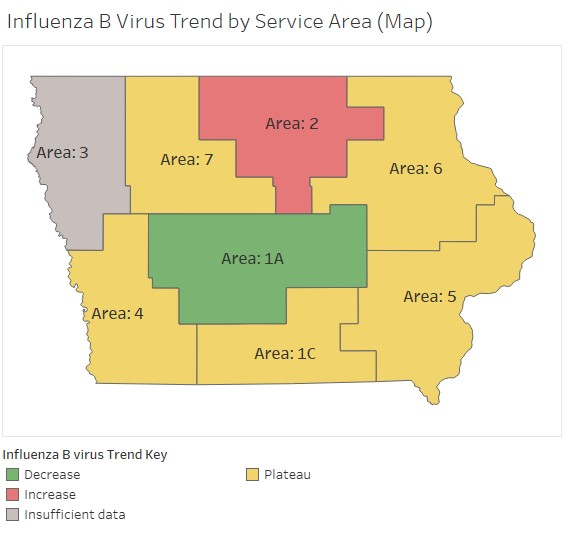 Influenza B Virus Trend by Service Area (Map)
Area: 2
Area: 3
Area: 7
Area: 6
Area: 1A
Area: 5
Area: 4
Area: 1C
Influenza B virus Trend Key
Decrease
Plateau
Increase
Insufficient data